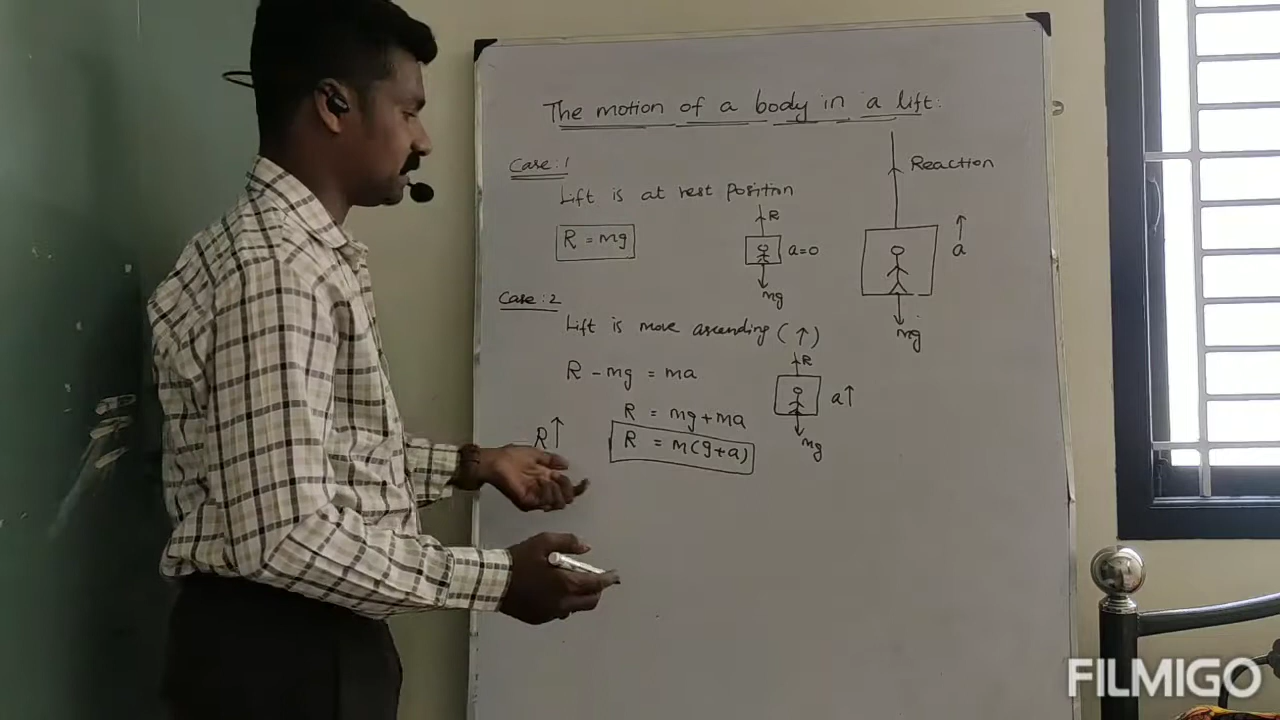 The motion of a body in a lift:
Case:1
Reaction
Lift is at rest position
R
R = mg
a=0
a
mg
Case:2
mg
Lift is move ascending (↑)
R
R - mg = ma
a↑
R = mg+ma
R↑
R = m(g+a)
mg
FILMIGO